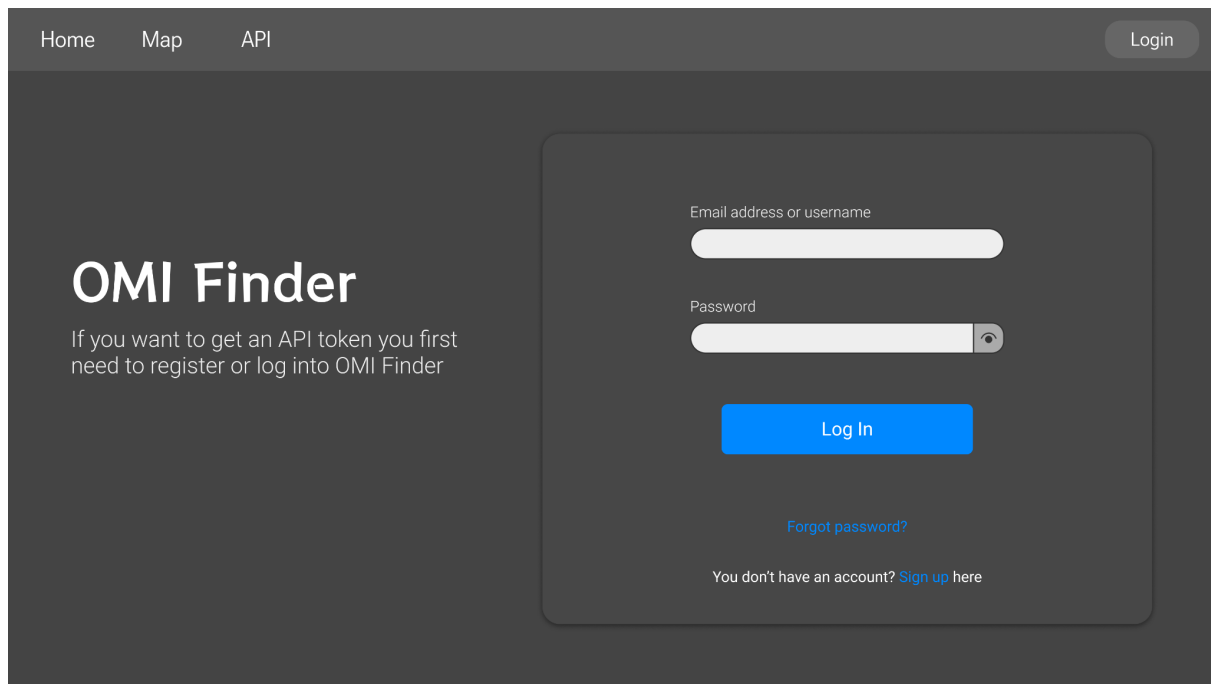 Home Map API Login
OMI Finder
If you want to get an API token you first
need to register or log into OMI Finder
Email address or username
Password
Log In
Forgot password?
You don’t have an account? Sign up here